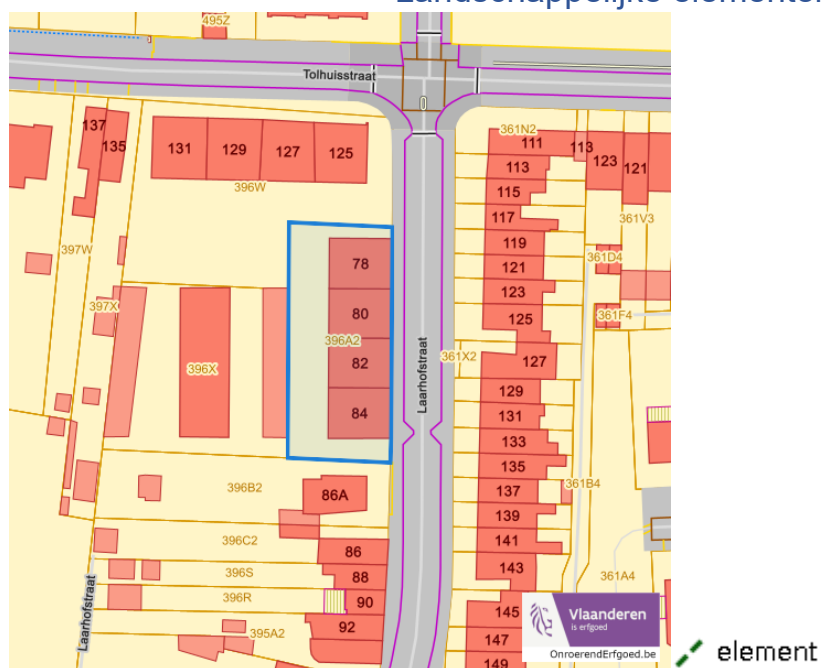 Landschappelijke elementen
495Z
Tolhuisstraat
0
137
135
131 129 127 125
396W
361N2
111
113
123 121
113
115
117
361V3
119
397W
78
361D4
121
123
397X
80
361F4
125
396A2
Laarhofstraat
361X2
396X
82
127
129
84
131
133
135
396B2
361B4
86A
137
139
396C2
141
86
143
396S
88
361A4
Laarhofstraat
396R
90
145
92
395A2
147
149
Vlaanderen
is erfgoed
OnroerendErfgoed.be
element